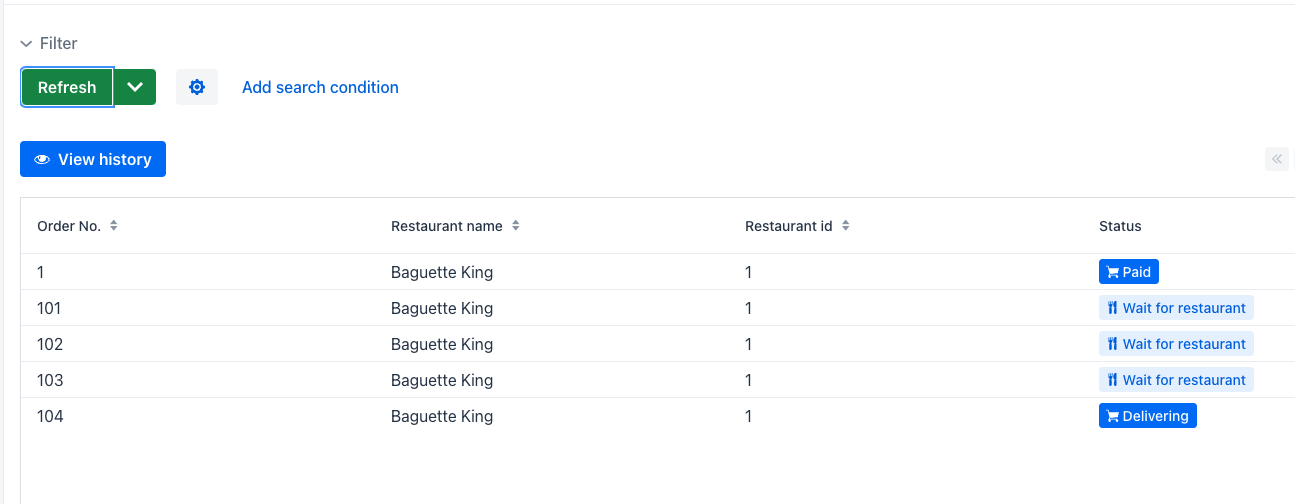 Filter
Refresh Add search condition
View history
Order No. Restaurant name Restaurant id Status
1 Baguette King 1 Paid
101 Baguette King 1 Wait for restaurant
102 Baguette King 1 Wait for restaurant
103 Baguette King 1 Wait for restaurant
104 Baguette King 1 Delivering